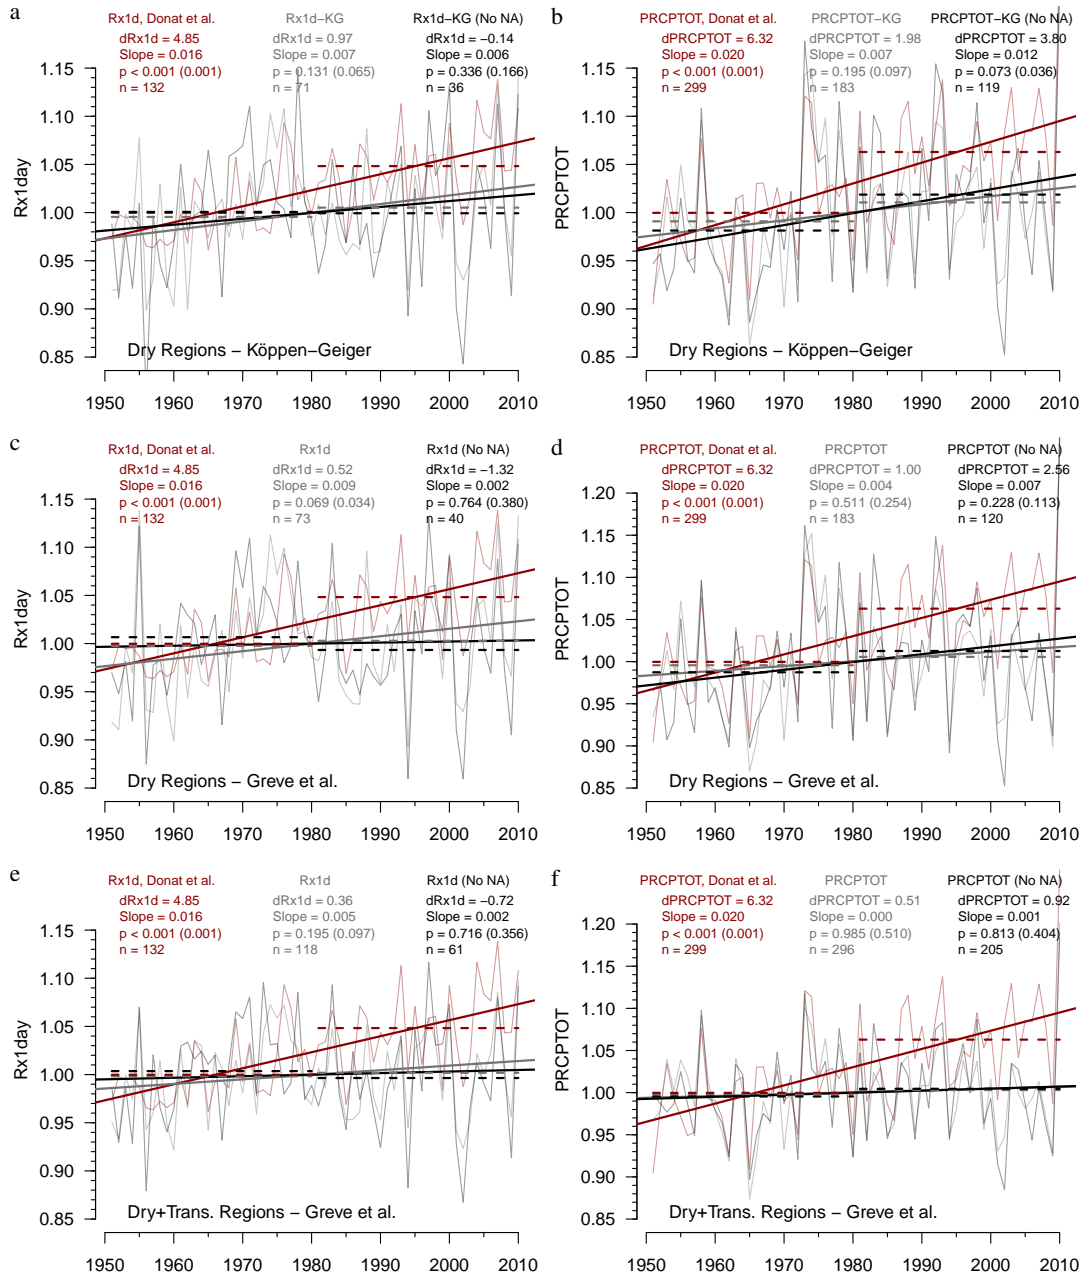 a
Rx1d, Donat et al.
dRx1d = 4.85
Slope = 0.016
p < 0.001 (0.001)
n = 132
Rx1d−KG
dRx1d = 0.97
Slope = 0.007
p = 0.131 (0.065)
n = 71
Rx1d−KG (No NA)
dRx1d = −0.14
Slope = 0.006
p = 0.336 (0.166)
n = 36
Rx1day
1.15
1.10
1.05
1.00
0.95
0.90
0.85
Dry Regions − Köppen−Geiger
1950 1960 1970 1980 1990 2000 2010
b
PRCPTOT, Donat et al.
dPRCPTOT = 6.32
Slope = 0.020
p < 0.001 (0.001)
n = 299
PRCPTOT−KG
dPRCPTOT = 1.98
Slope = 0.007
p = 0.195 (0.097)
n = 183
PRCPTOT−KG (No NA)
dPRCPTOT = 3.80
Slope = 0.012
p = 0.073 (0.036)
n = 119
PRCPTOT
1.15
1.10
1.05
1.00
0.95
0.90
0.85
Dry Regions − Köppen−Geiger
1950 1960 1970 1980 1990 2000 2010
c
Rx1d, Donat et al.
dRx1d = 4.85
Slope = 0.016
p < 0.001 (0.001)
n = 132
Rx1d
dRx1d = 0.52
Slope = 0.009
p = 0.069 (0.034)
n = 73
Rx1d (No NA)
dRx1d = −1.32
Slope = 0.002
p = 0.764 (0.380)
n = 40
Rx1day
1.15
1.10
1.05
1.00
0.95
0.90
0.85
Dry Regions − Greve et al.
1950 1960 1970 1980 1990 2000 2010
d
PRCPTOT, Donat et al.
dPRCPTOT = 6.32
Slope = 0.020
p < 0.001 (0.001)
n = 299
PRCPTOT
dPRCPTOT = 1.00
Slope = 0.004
p = 0.511 (0.254)
n = 183
PRCPTOT (No NA)
dPRCPTOT = 2.56
Slope = 0.007
p = 0.228 (0.113)
n = 120
PRCPTOT
1.20
1.15
1.10
1.05
1.00
0.95
0.90
0.85
Dry Regions − Greve et al.
1950 1960 1970 1980 1990 2000 2010
e
Rx1d, Donat et al.
dRx1d = 4.85
Slope = 0.016
p < 0.001 (0.001)
n = 132
Rx1d
dRx1d = 0.36
Slope = 0.005
p = 0.195 (0.097)
n = 118
Rx1d (No NA)
dRx1d = −0.72
Slope = 0.002
p = 0.716 (0.356)
n = 61
Rx1day
1.15
1.10
1.05
1.00
0.95
0.90
0.85
Dry+Trans. Regions − Greve et al.
1950 1960 1970 1980 1990 2000 2010
f
PRCPTOT, Donat et al.
dPRCPTOT = 6.32
Slope = 0.020
p < 0.001 (0.001)
n = 299
PRCPTOT
dPRCPTOT = 0.51
Slope = 0.000
p = 0.985 (0.510)
n = 296
PRCPTOT (No NA)
dPRCPTOT = 0.92
Slope = 0.001
p = 0.813 (0.404)
n = 205
PRCPTOT
1.20
1.15
1.10
1.05
1.00
0.95
0.90
0.85
Dry+Trans. Regions − Greve et al.
1950 1960 1970 1980 1990 2000 2010